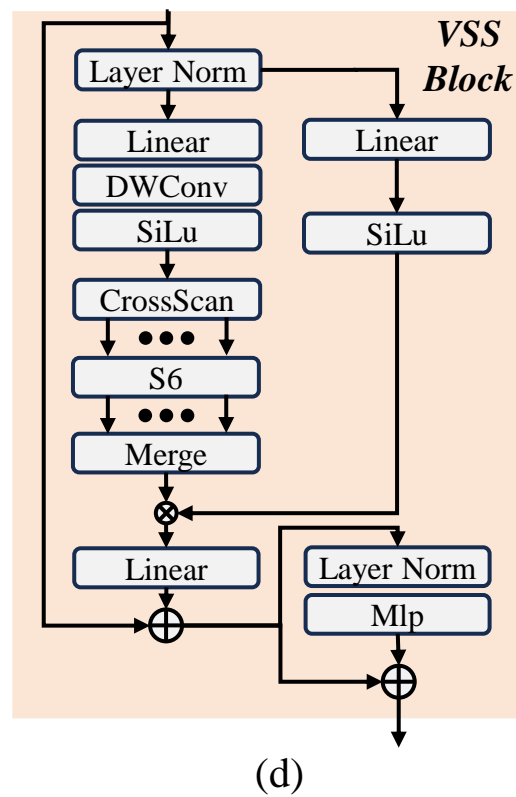 VSS
Block
Layer Norm
Linear
DWConv
SiLu
CrossScan
S6
Merge
Linear
Linear
SiLu
Layer Norm
Mlp
(d)